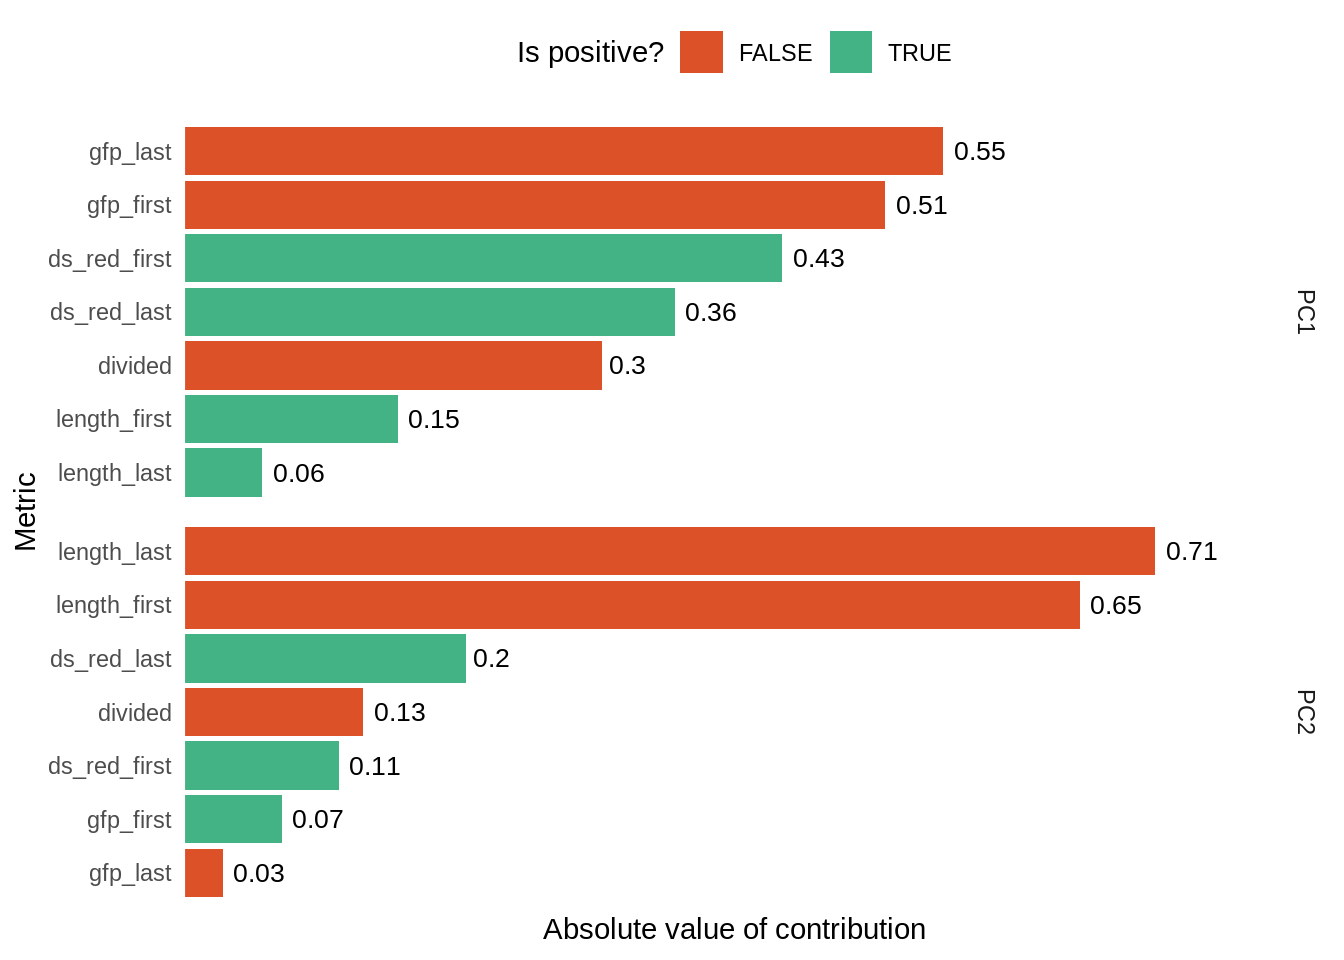 Is positive? FALSE TRUE
gfp_last 0.55
gfp_first 0.51
ds_red_first 0.43
ds_red_last 0.36
divided 0.3
length_first 0.15
length_last 0.06
PC1
Metric
length_last 0.71
length_first 0.65
ds_red_last 0.2
divided 0.13
ds_red_first 0.11
gfp_first 0.07
gfp_last 0.03
PC2
Absolute value of contribution